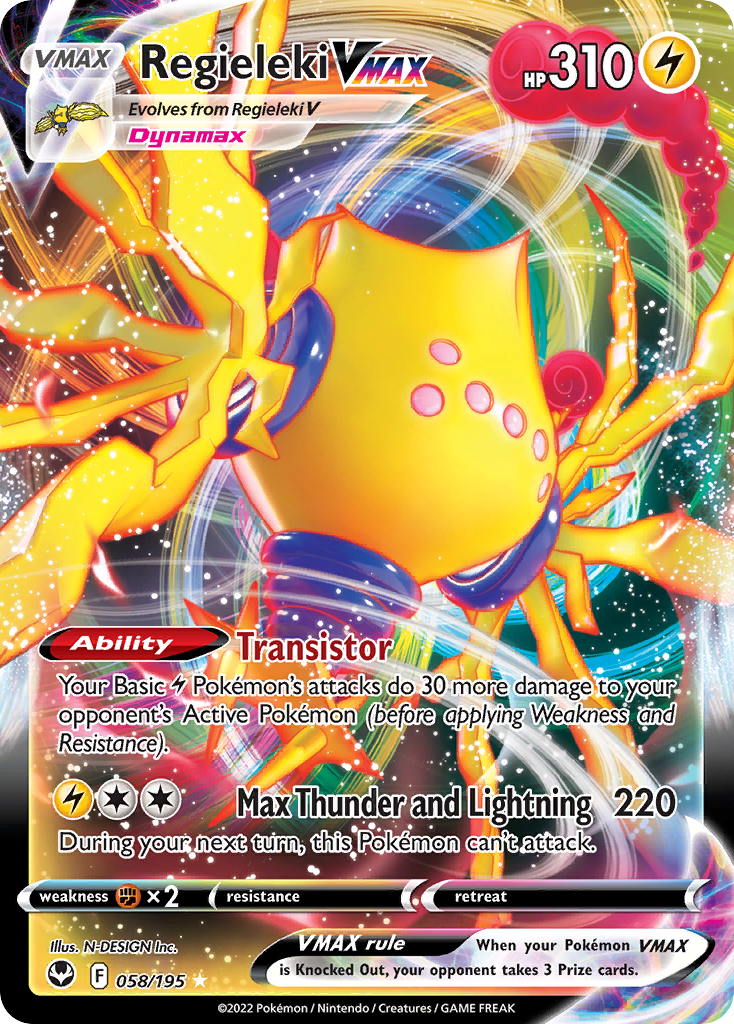 VMAX
Regieleki VMAX
HP 310
Evolves from Regieleki V
Dynamax
Ability Transistor
Your Basic Pokémon's attacks do 30 more damage to your
opponent's Active Pokémon (before applying Weakness and
Resistance).
Max Thunder and Lightning 220
During your next turn, this Pokémon can't attack.
weakness ×2 resistance retreat
Illus. N-DESIGN Inc.
VMAX rule When your Pokémon VMAX
is Knocked Out, your opponent takes 3 Prize cards.
F 058/195
©2022 Pokémon / Nintendo / Creatures / GAME FREAK